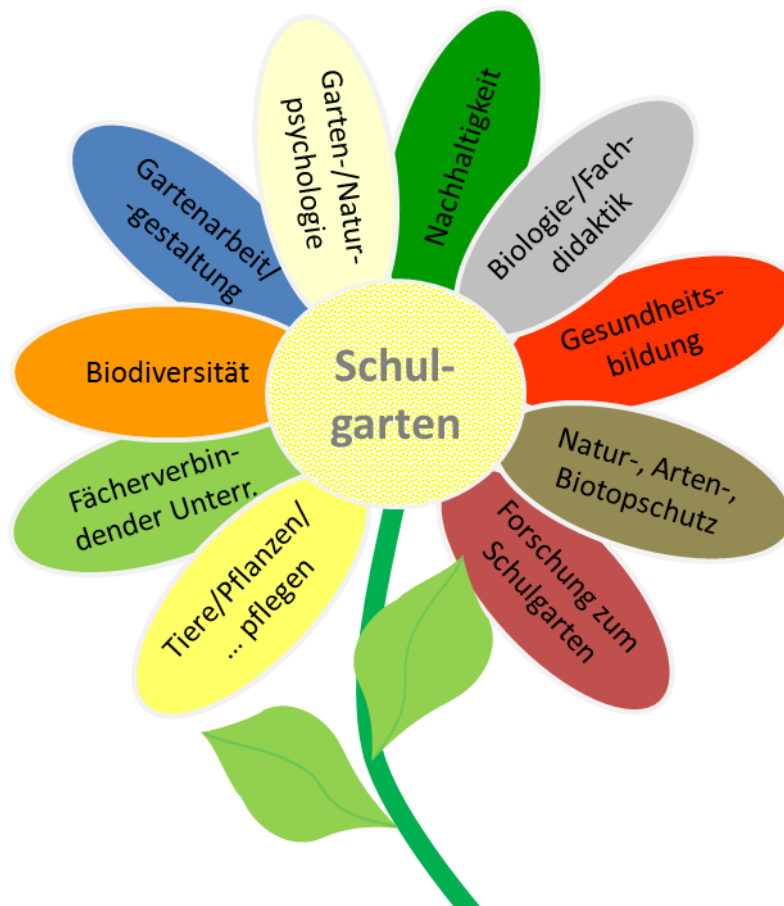 Schul-
garten
Garten-/Natur-
psychologie
Nachhaltigkeit
Biologie-/Fach-
didaktik
Gesundheits-
bildung
Natur-, Arten-,
Biotopschutz
Forschung zum
Schulgarten
Tiere/Pflanzen/
... pflegen
Fächerverbin-
dender Unterr.
Biodiversität
Gartenarbeit/
-gestaltung